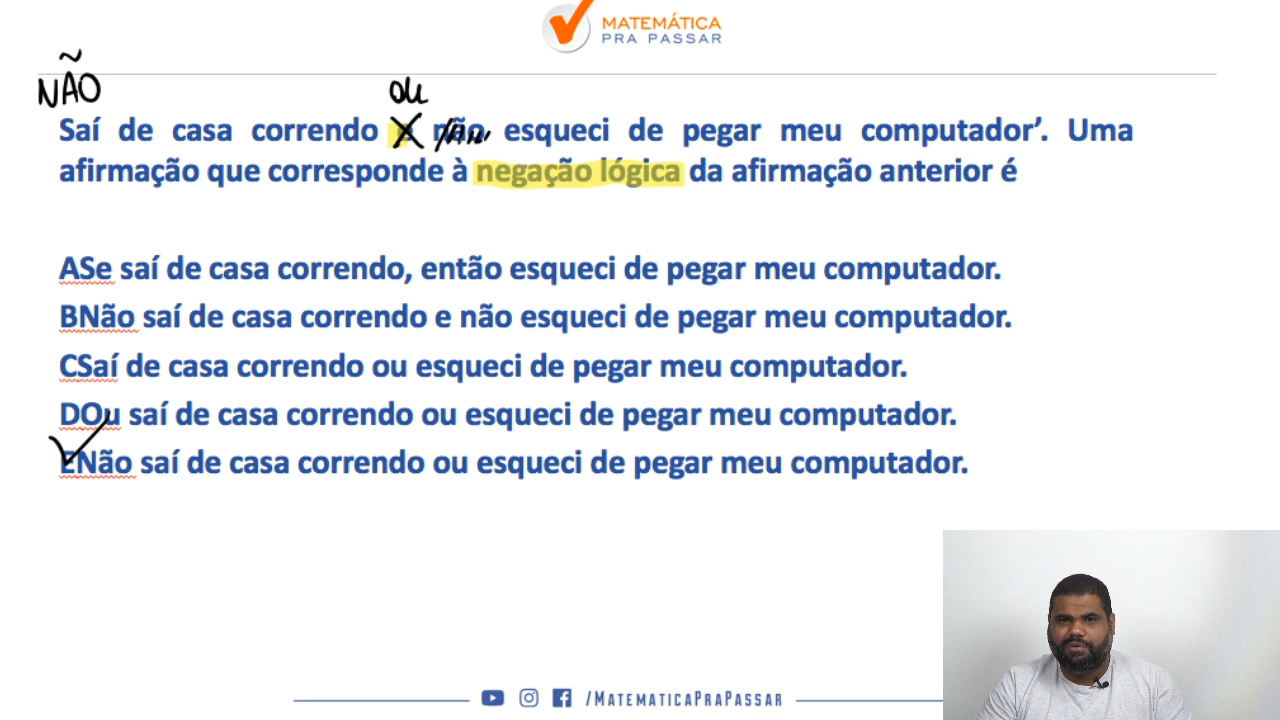 MATEMÁTICA
PRA PASSAR
NÃO
ou
Saí de casa correndo e não esqueci de pegar meu computador’. Uma
afirmação que corresponde à negação lógica da afirmação anterior é
ASe saí de casa correndo, então esqueci de pegar meu computador.
BNão saí de casa correndo e não esqueci de pegar meu computador.
CSaí de casa correndo ou esqueci de pegar meu computador.
DOu saí de casa correndo ou esqueci de pegar meu computador.
ENão saí de casa correndo ou esqueci de pegar meu computador.
/MATEMATICAPRAPASSAR